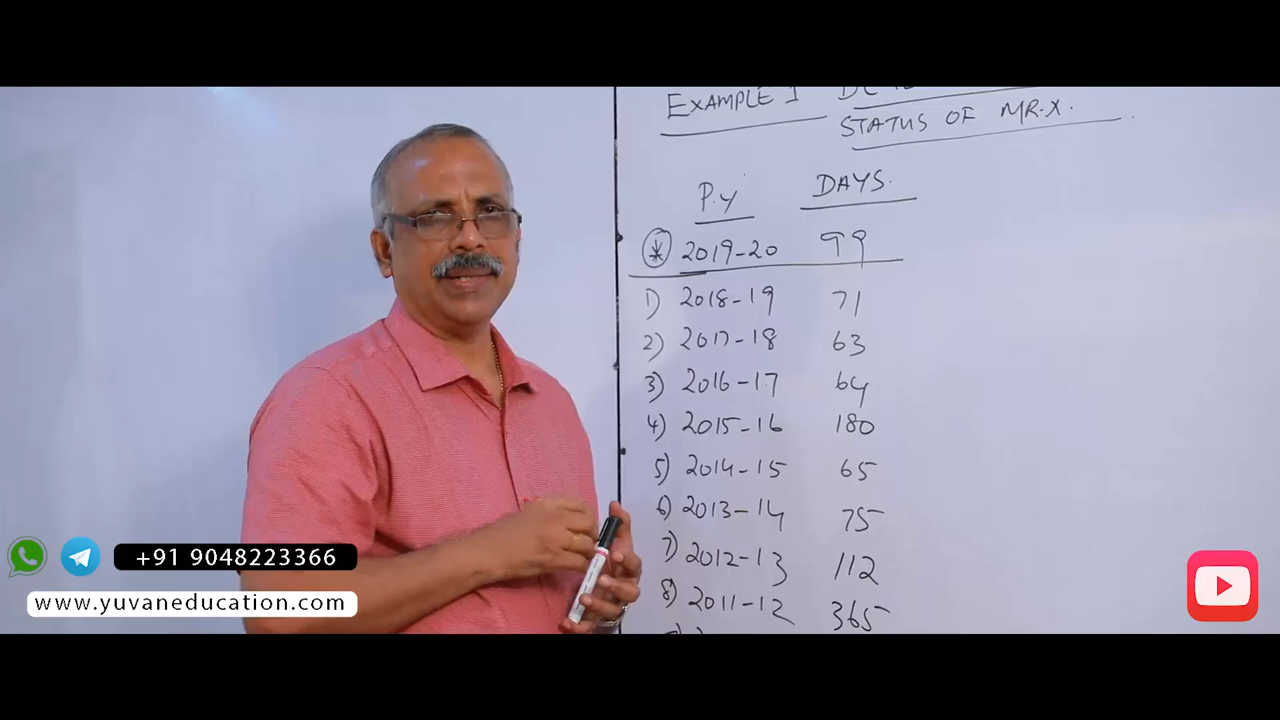 EXAMPLE 1
STATUS OF MR.X.
P.Y DAYS.
2019-20 99
1) 2018-19 71
2) 2017-18 63
3) 2016-17 64
4) 2015-16 180
5) 2014-15 65
6) 2013-14 75
7) 2012-13 112
8) 2011-12 365
+91 9048223366
www.yuvaneducation.com